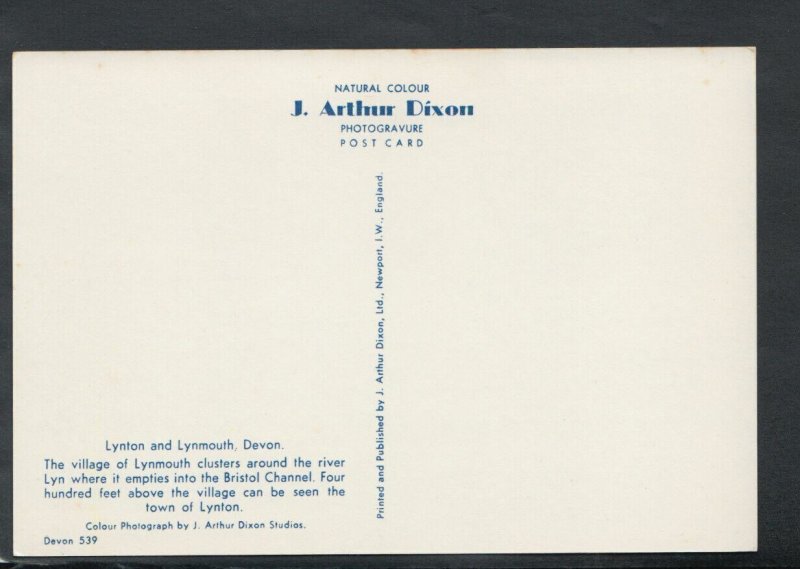 NATURAL COLOUR
J. Arthur Dixon
PHOTOGRAVURE
POST CARD
Printed and Published by J. Arthur Dixon, Ltd., Newport, I.W., England.
Lynton and Lynmouth, Devon.
The village of Lynmouth clusters around the river
Lyn where it empties into the Bristol Channel. Four
hundred feet above the village can be seen the
town of Lynton.
Colour Photograph by J. Arthur Dixon Studios.
Devon 539